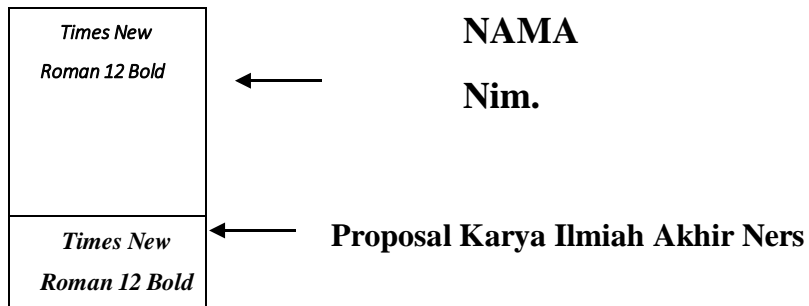 Times New
Roman 12 Bold
NAMA
Nim.
Times New
Roman 12 Bold
Proposal Karya Ilmiah Akhir Ners